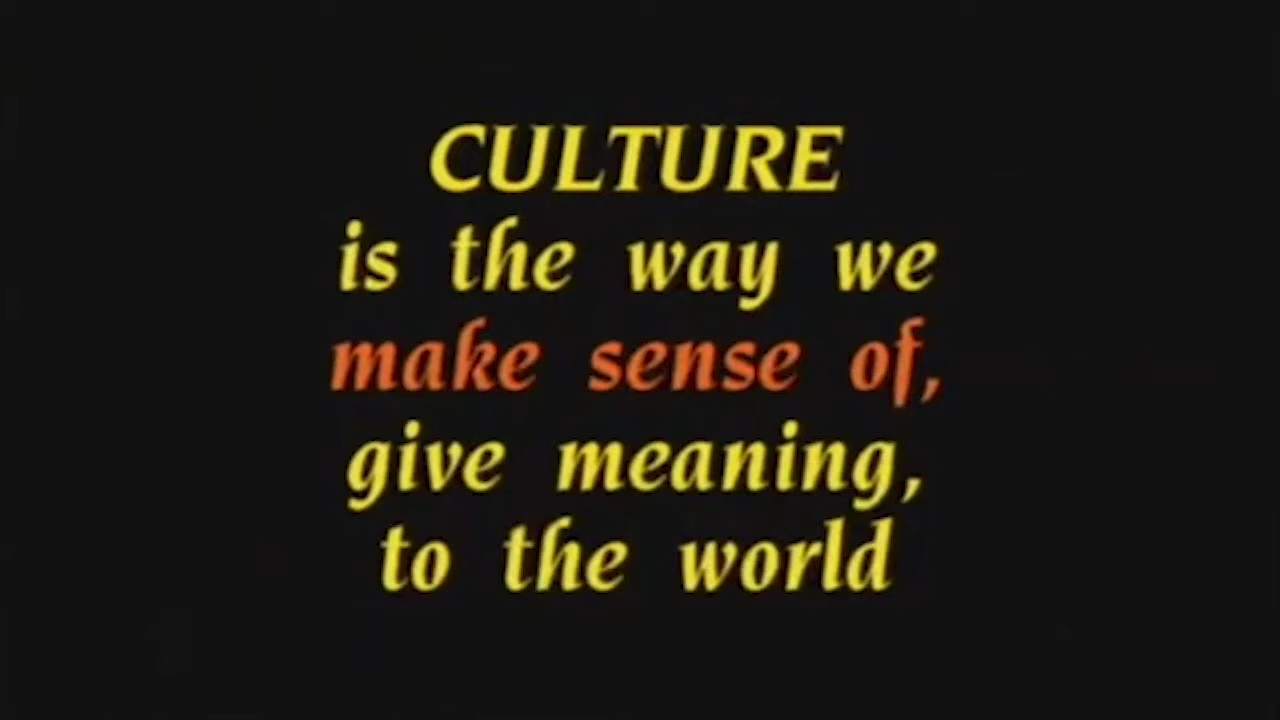 CULTURE
is the way we
make sense of,
give meaning,
to the world